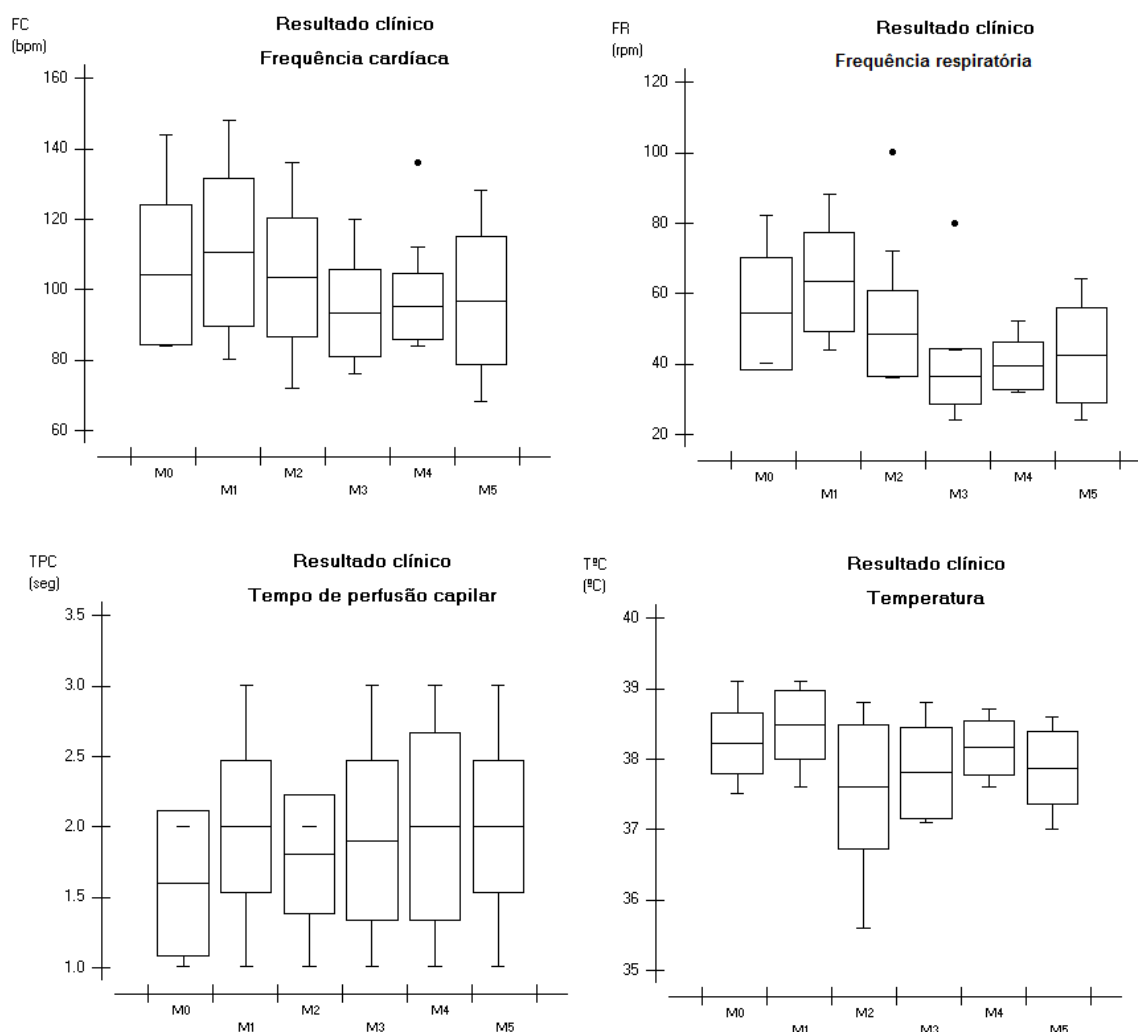 FC
(bpm)
Resultado clínico
Frequência cardíaca
160
140
120
100
80
60
M0
M1
M2
M3
M4
M5
FR
(rpm)
Resultado clínico
Frequência respiratória
120
100
80
60
40
20
M0
M1
M2
M3
M4
M5
TPC
(seg)
Resultado clínico
Tempo de perfusão capilar
3.5
3.0
2.5
2.0
1.5
1.0
M0
M1
M2
M3
M4
M5
TºC
(ºC)
Resultado clínico
Temperatura
40
39
38
37
36
35
M0
M1
M2
M3
M4
M5